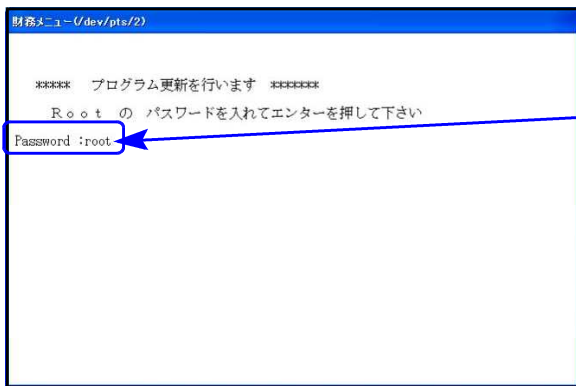 財務メニュー(/dev/pts/2)
***** プログラム更新を行います *******
Ｒｏｏｔ の パスワードを入れてエンターを押して下さい
Password :root